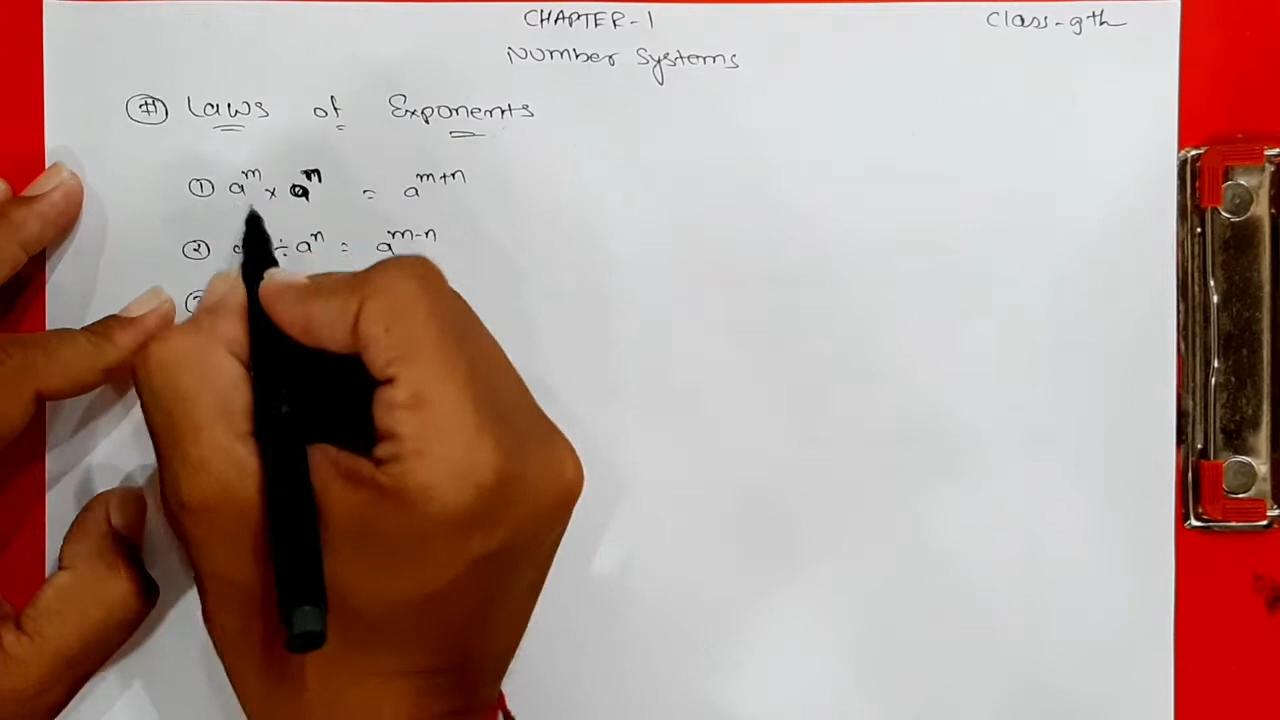 CHAPTER-1
Class-9th
Number Systems
# Laws of Exponents
① a^m × a^n = a^m+n
② a ÷ a^n = a^m-n